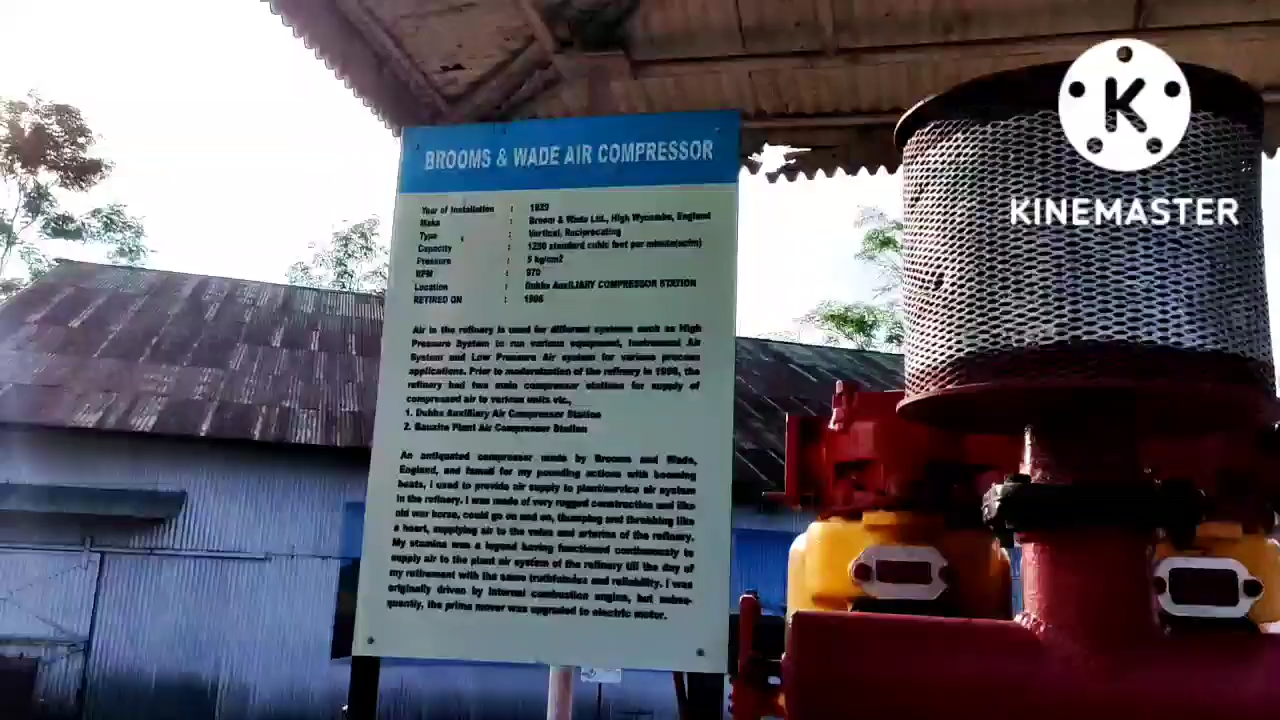 BROOMS & WADE AIR COMPRESSOR
Year of Installation :
Make : Broom & Wade Ltd., High Wycombe, England
Type : Vertical, Reciprocating
Capacity : 1250 standard cubic feet per minute(scfm)
Pressure : 5 kg/cm2
RPM : 970
Location : Dubbs AuxiLIARY COMPRESSOR STATION
RETIRED ON : 1996
Air in the refinery is used for different systems such as High
Pressure System to run various equipment, Instrument Air
System and Low Pressure Air system for various process
applications. Prior to modernization of the refinery in 1996, the
refinery had two main compressor stations for supply of
compressed air to various units viz.,
1. Dubbs Auxilliary Air Compressor Station
2. Sauzite Plant Air Compressor Station
An antiquated compressor made by Brooms and Wade,
England, and famed for my pounding actions with booming
beats, i used to provide air supply to plant/service air system
in the refinery. I was made of very rugged construction and like
old war horse, could go on and on, thumping and thrashing like
a heart, supplying air to the veins and arteries of the refinery.
My stamina was a legend having functioned continuously to
supply air to the plant air system of the refinery till the day of
my retirement with the same truthfulness and reliability. I was
originally driven by internal combustion engine, but subse-
quently, the prime mover was upgraded to electric motor.
K
KINEMASTER